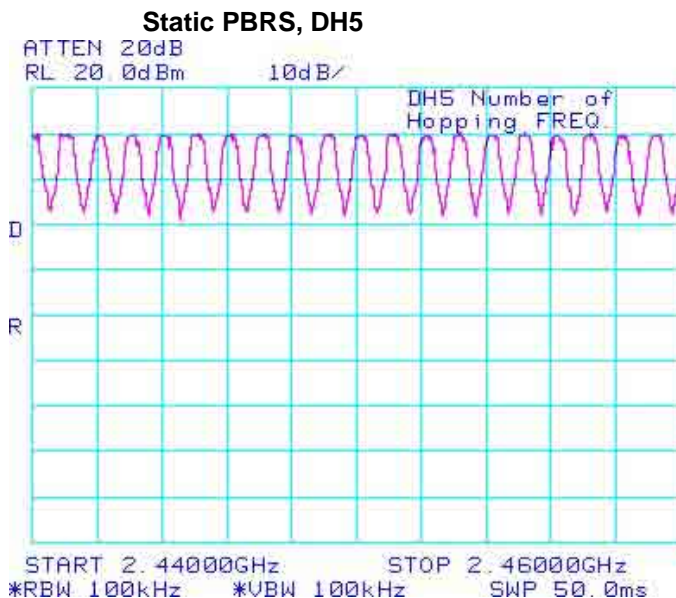 Static PBRS, DH5
ATTEN 20dB
RL 20.0dBm 10dB/
DH5 Number of
Hopping FREQ.
D
R
START 2.44000GHz STOP 2.46000GHz
*RBW 100kHz *VBW 100kHz SWP 50.0ms